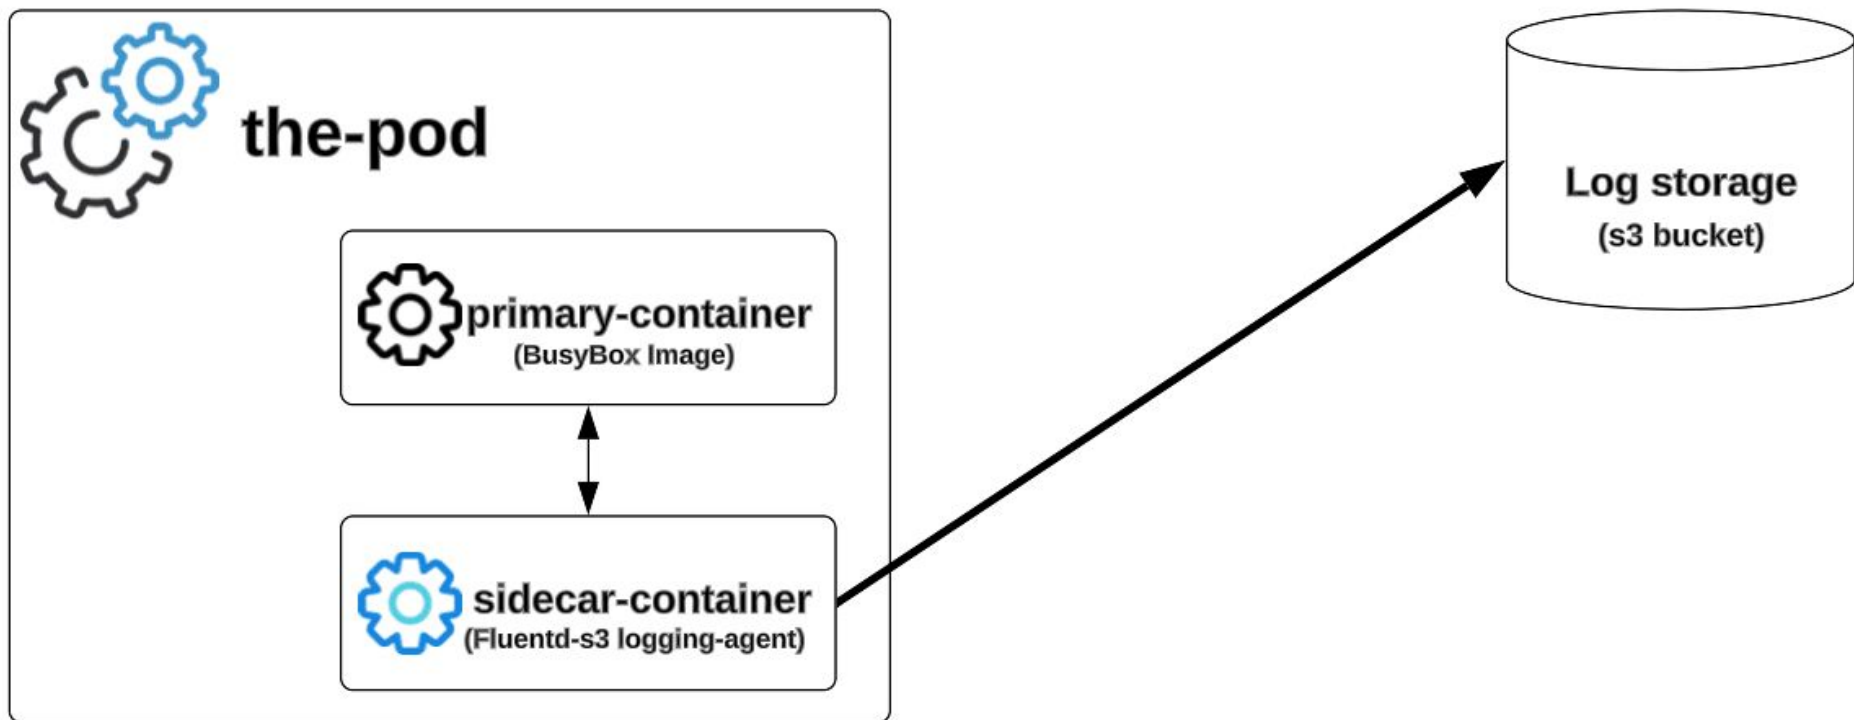 the-pod
primary-container
(BusyBox Image)
sidecar-container
(Fluentd-s3 logging-agent)
Log storage
(s3 bucket)